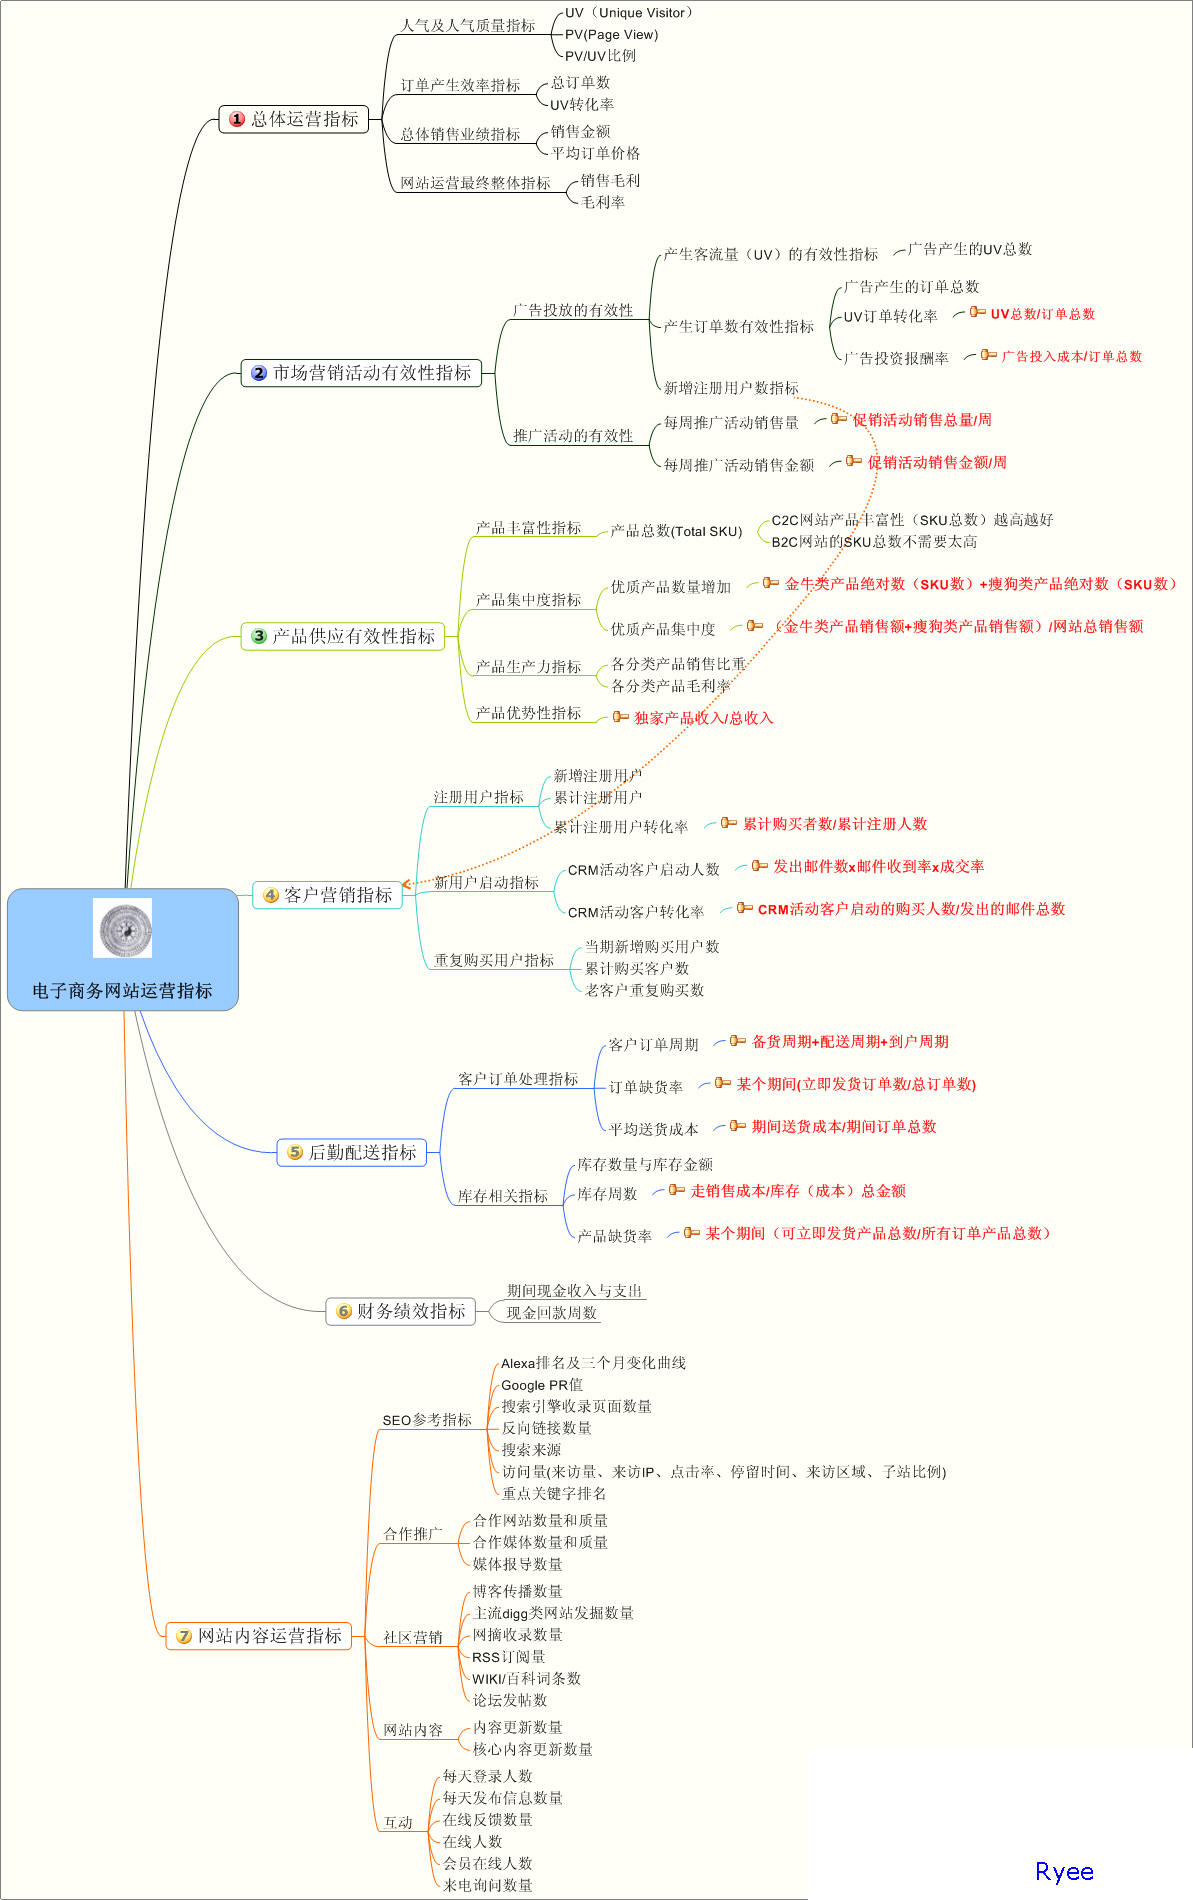 电子商务网站运营指标
1 总体运营指标
人气及人气质量指标
UV（Unique Visitor）
PV(Page View)
PV/UV比例
订单产生效率指标
总订单数
UV转化率
总体销售业绩指标
销售金额
平均订单价格
网站运营最终整体指标
销售毛利
毛利率
2 市场营销活动有效性指标
广告投放的有效性
产生客流量（UV）的有效性指标
广告产生的UV总数
产生订单数有效性指标
广告产生的订单总数
UV订单转化率
UV总数/订单总数
广告投资报酬率
广告投入成本/订单总数
新增注册用户数指标
推广活动的有效性
每周推广活动销售量
促销活动销售总量/周
每周推广活动销售金额
促销活动销售金额/周
3 产品供应有效性指标
产品丰富性指标
产品总数(Total SKU)
C2C网站产品丰富性（SKU总数）越高越好
B2C网站的SKU总数不需要太高
产品集中度指标
优质产品数量增加
金牛类产品绝对数（SKU数）+瘦狗类产品绝对数（SKU数）
优质产品集中度
（金牛类产品销售额+瘦狗类产品销售额）/网站总销售额
产品生产力指标
各分类产品销售比重
各分类产品毛利率
产品优势性指标
独家产品收入/总收入
4 客户营销指标
注册用户指标
新增注册用户
累计注册用户
累计注册用户转化率
累计购买者数/累计注册人数
新用户启动指标
CRM活动客户启动人数
发出邮件数x邮件收到率x成交率
CRM活动客户转化率
CRM活动客户启动的购买人数/发出的邮件总数
重复购买用户指标
当期新增购买用户数
累计购买客户数
老客户重复购买数
5 后勤配送指标
客户订单处理指标
客户订单周期
备货周期+配送周期+到户周期
订单缺货率
某个期间(立即发货订单数/总订单数)
平均送货成本
期间送货成本/期间订单总数
库存相关指标
库存数量与库存金额
库存周数
走销售成本/库存（成本）总金额
产品缺货率
某个期间（可立即发货产品总数/所有订单产品总数）
6 财务绩效指标
期间现金收入与支出
现金回款周数
7 网站内容运营指标
SEO参考指标
Alexa排名及三个月变化曲线
Google PR值
搜索引擎收录页面数量
反向链接数量
搜索来源
访问量(来访量、来访IP、点击率、停留时间、来访区域、子站比例)
重点关键字排名
合作推广
合作网站数量和质量
合作媒体数量和质量
媒体报导数量
社区营销
博客传播数量
主流digg类网站发掘数量
网摘收录数量
RSS订阅量
WIKI/百科词条数
论坛发帖数
网站内容
内容更新数量
核心内容更新数量
互动
每天登录人数
每天发布信息数量
在线反馈数量
在线人数
会员在线人数
来电询问数量
Ryee